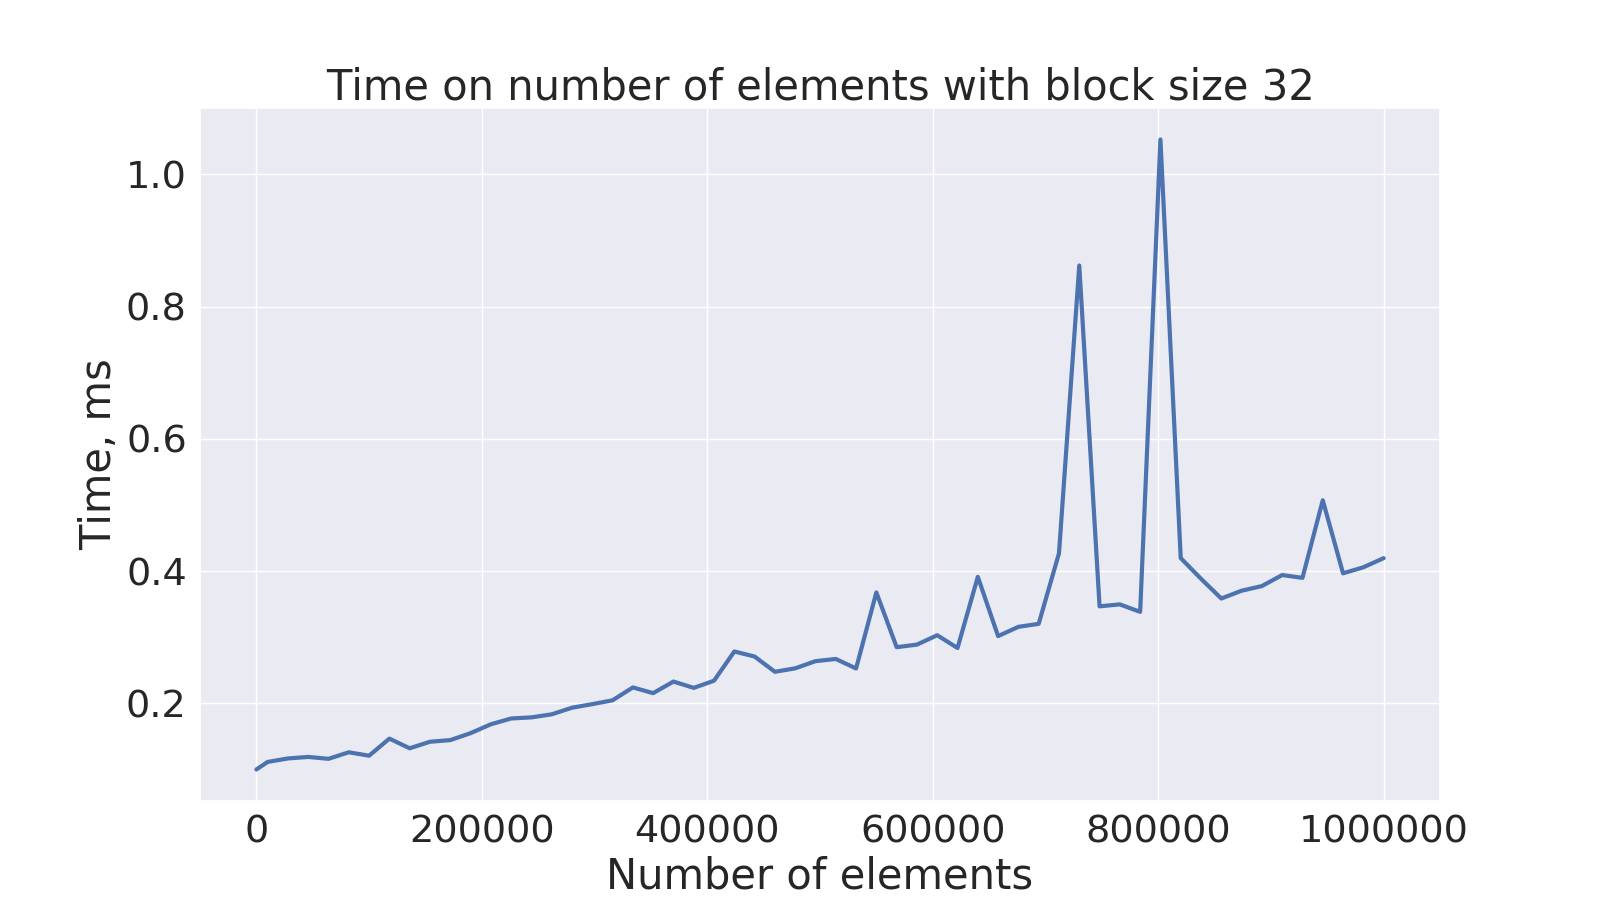 Time on number of elements with block size 32
1.0
0.8
0.6
0.4
0.2
Time, ms
0 200000 400000 600000 800000 1000000
Number of elements